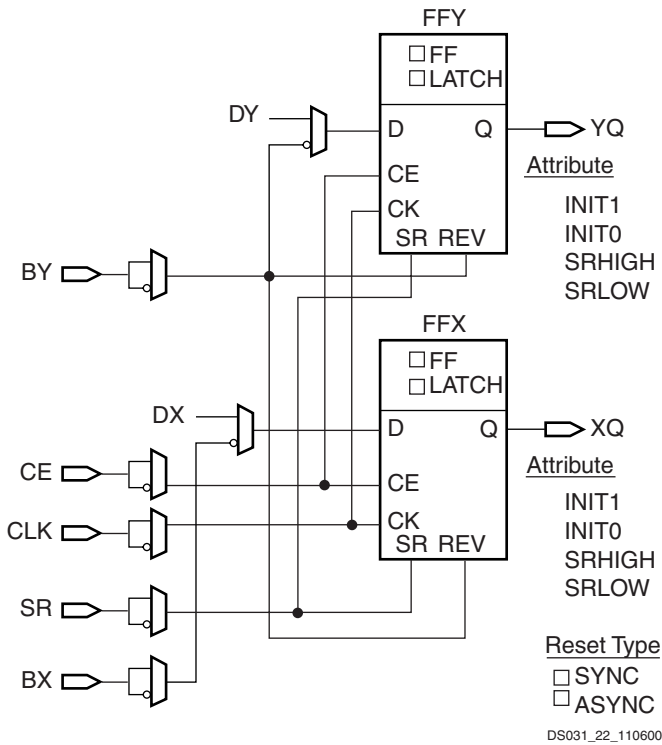 FFY
FF
LATCH
DY
D
Q
YQ
CE
CK
SR REV
Attribute
INIT1
INIT0
SRHIGH
SRLOW
BY
FFX
FF
LATCH
DX
D
Q
XQ
CE
CE
CLK
CK
SR REV
Attribute
INIT1
INIT0
SRHIGH
SRLOW
SR
BX
Reset Type
SYNC
ASYNC
DS031_22_110600